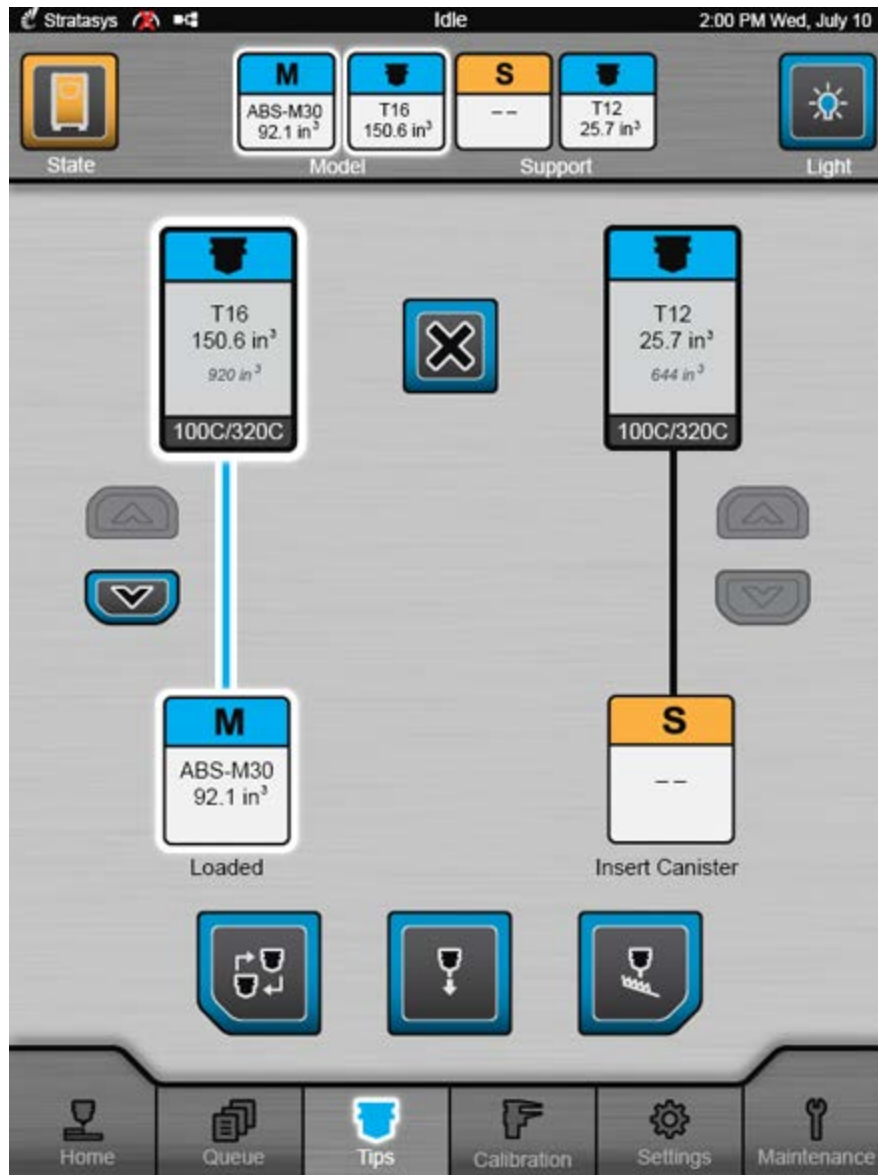 Stratasys Idle 2:00 PM Wed, July 10
M S
ABS-M30 T16 -- T12
92.1 in³ 150.6 in³ 25.7 in³
State Model Support Light
T16 T12
150.6 in³ 25.7 in³
920 in³ 644 in³
100C/320C 100C/320C
M S
ABS-M30 --
92.1 in³
Loaded Insert Canister
Home Queue Tips Calibration Settings Maintenance